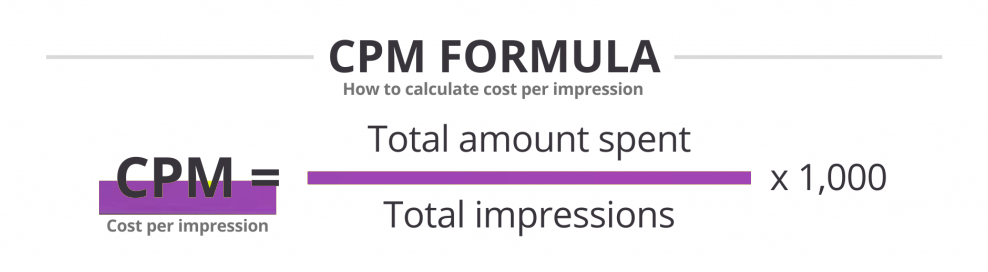 CPM FORMULA
How to calculate cost per impression
CPM =
Cost per impression
Total amount spent
Total impressions
x 1,000